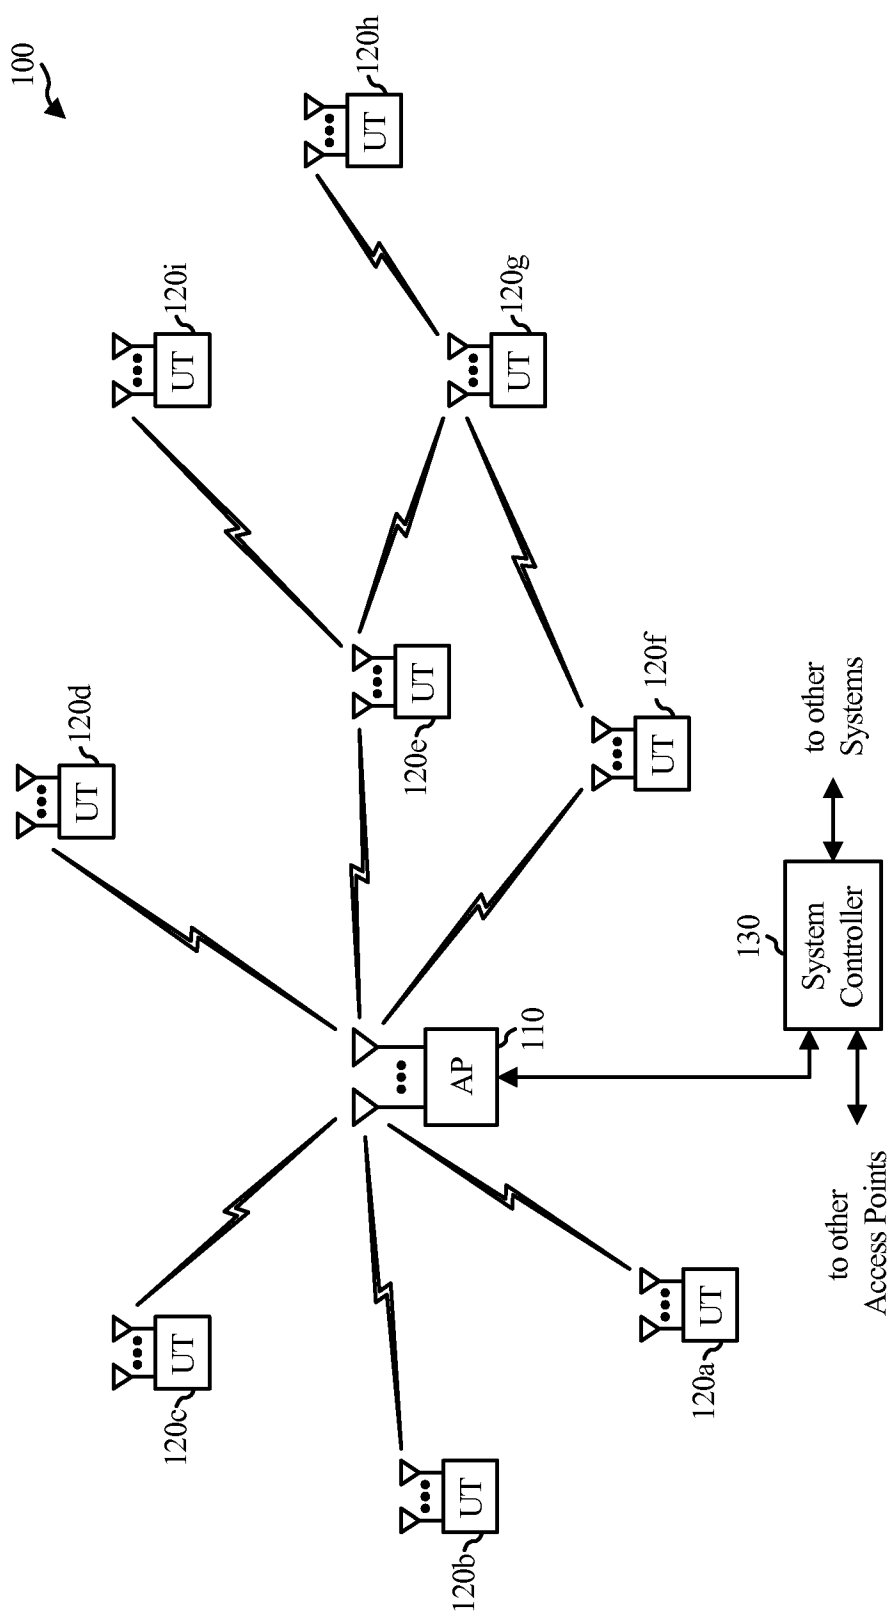 100
UT
120d
120c
UT
UT
120i
UT
120h
120e
UT
120b
UT
AP
110
UT
120g
UT
120f
120a
UT
130
System
Controller
to other
Systems
to other
Access Points